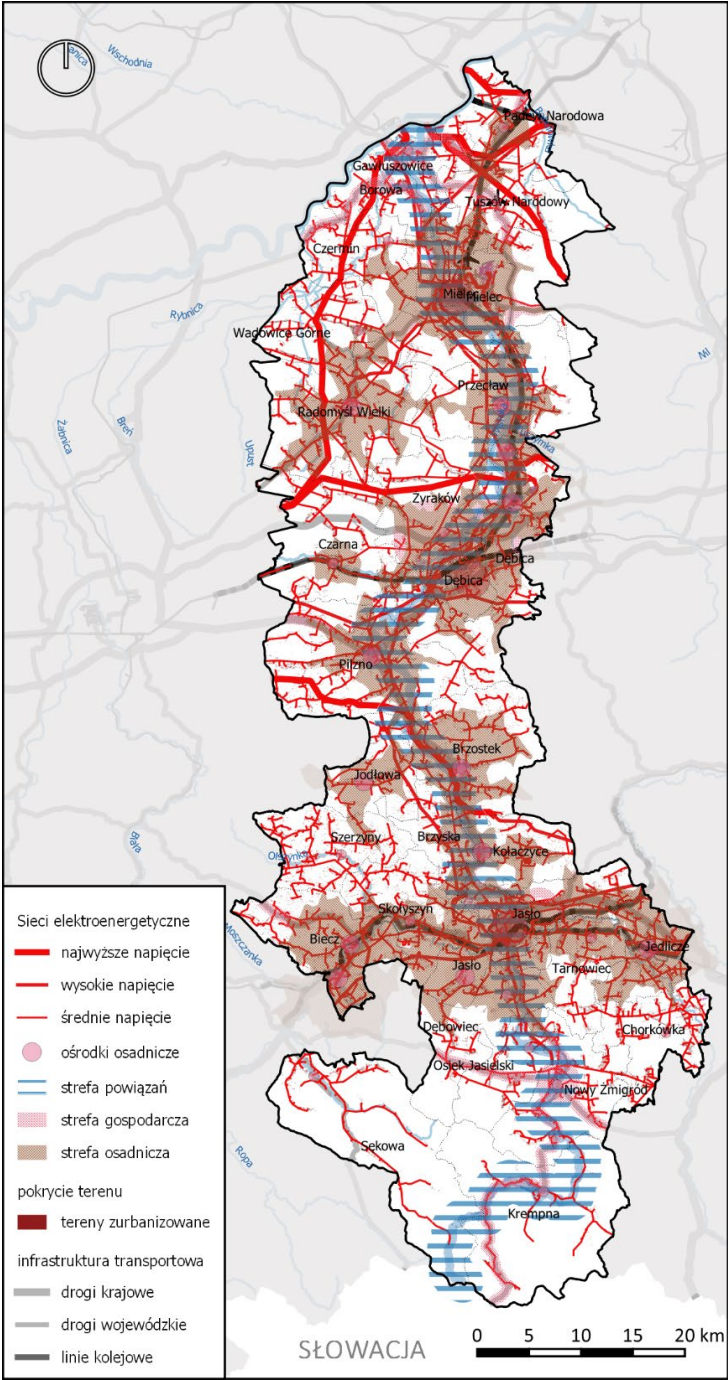 Wschodnia
Padew Narodowa
Gawłuszowice
Borowa
Tuszów Narodowy
Czermin
Mielec
Mielec
Rybnica
Wadowice Górne
Przecław
Radomyśl Wielki
Żabnica
Breń
Upust
Żyraków
Czarna
Dębica
Dębica
Pilzno
Brzostek
Jodłowa
Szerzyny
Brzyska
Kołaczyce
Olszynka
Biała
Skołyszyn
Jasło
Biecz
Moszczanka
Jedlicze
Jasło
Tarnowiec
Dębowiec
Chorkówka
Osiek Jasielski
Nowy Żmigród
Sękowa
Ropa
Krempna
Sieci elektroenergetyczne
najwyższe napięcie
wysokie napięcie
średnie napięcie
ośrodki osadnicze
strefa powiązań
strefa gospodarcza
strefa osadnicza
pokrycie terenu
tereny zurbanizowane
infrastruktura transportowa
drogi krajowe
drogi wojewódzkie
linie kolejowe
SŁOWACJA
0 5 10 15 20 km